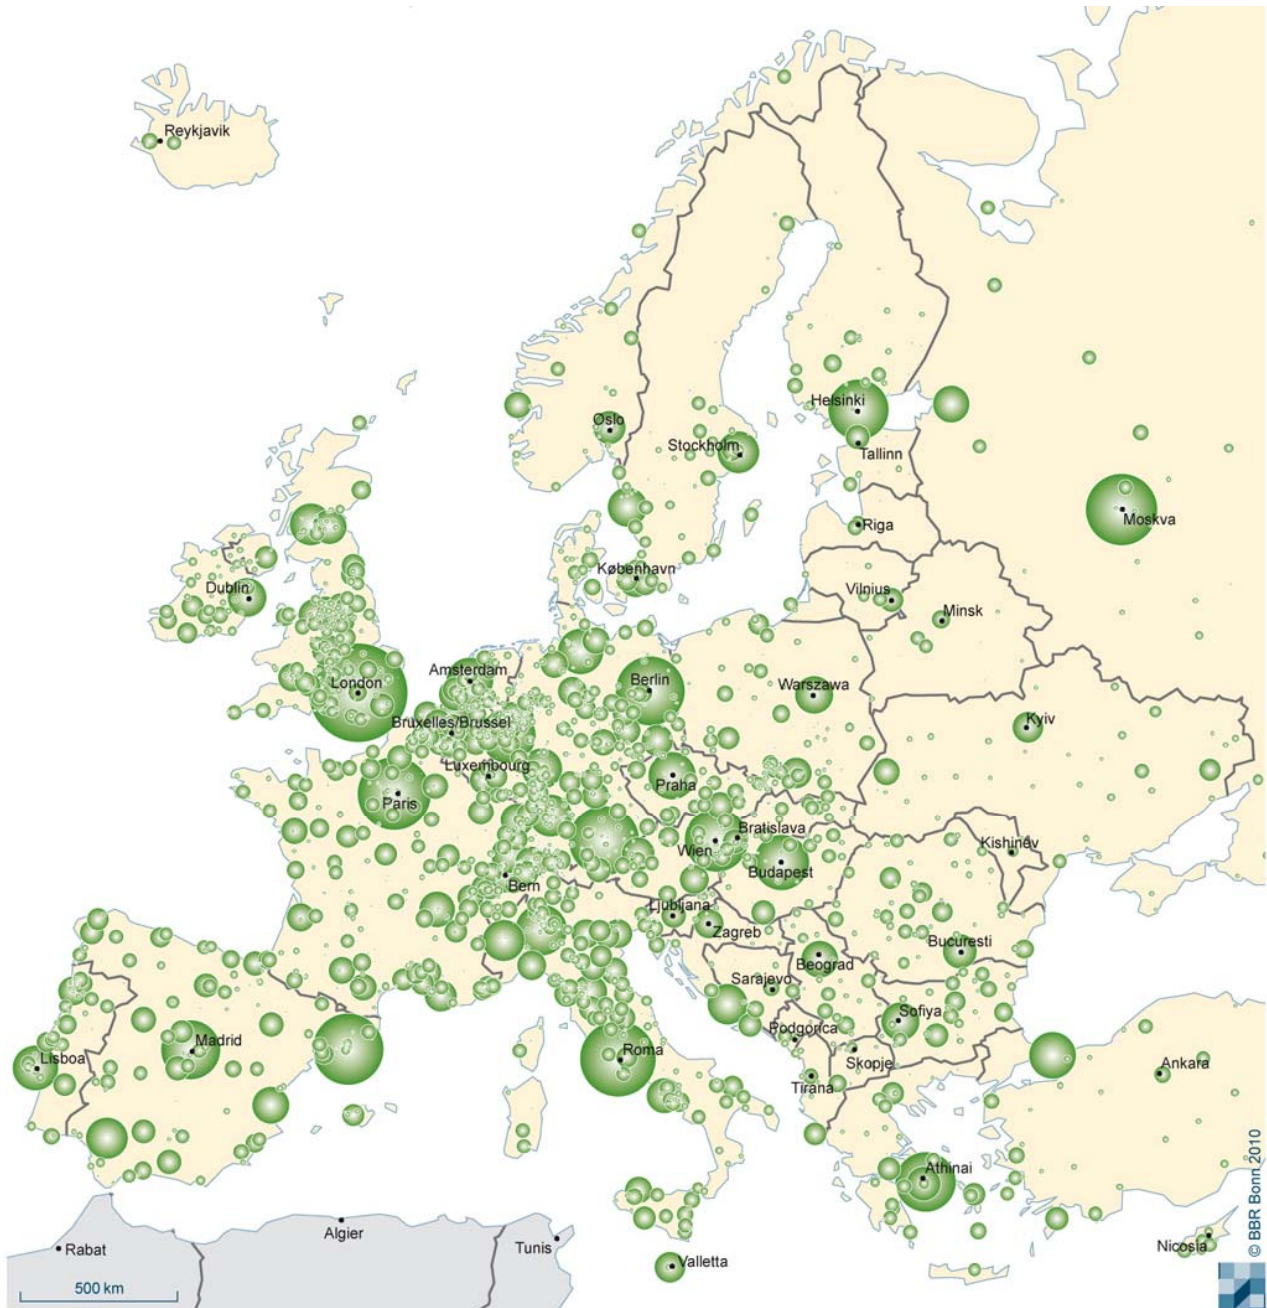 Reykjavik
Helsinki
Oslo
Stockholm
Tallinn
Moskva
Riga
København
Dublin
Vilnius
Minsk
Amsterdam
London
Berlin
Warszawa
Bruxelles/Brussel
Kyiv
Luxembourg
Praha
Paris
Bratislava
Wien
Kishinev
Budapest
Bern
Ljubljana
Zagreb
Bucuresti
Beograd
Sarajevo
Sofiya
Podgorica
Madrid
Roma
Skopje
Lisboa
Ankara
Tirana
Athinai
© BBR Bonn 2010
Algier
Rabat
Tunis
Nicosia
Valletta
500 km